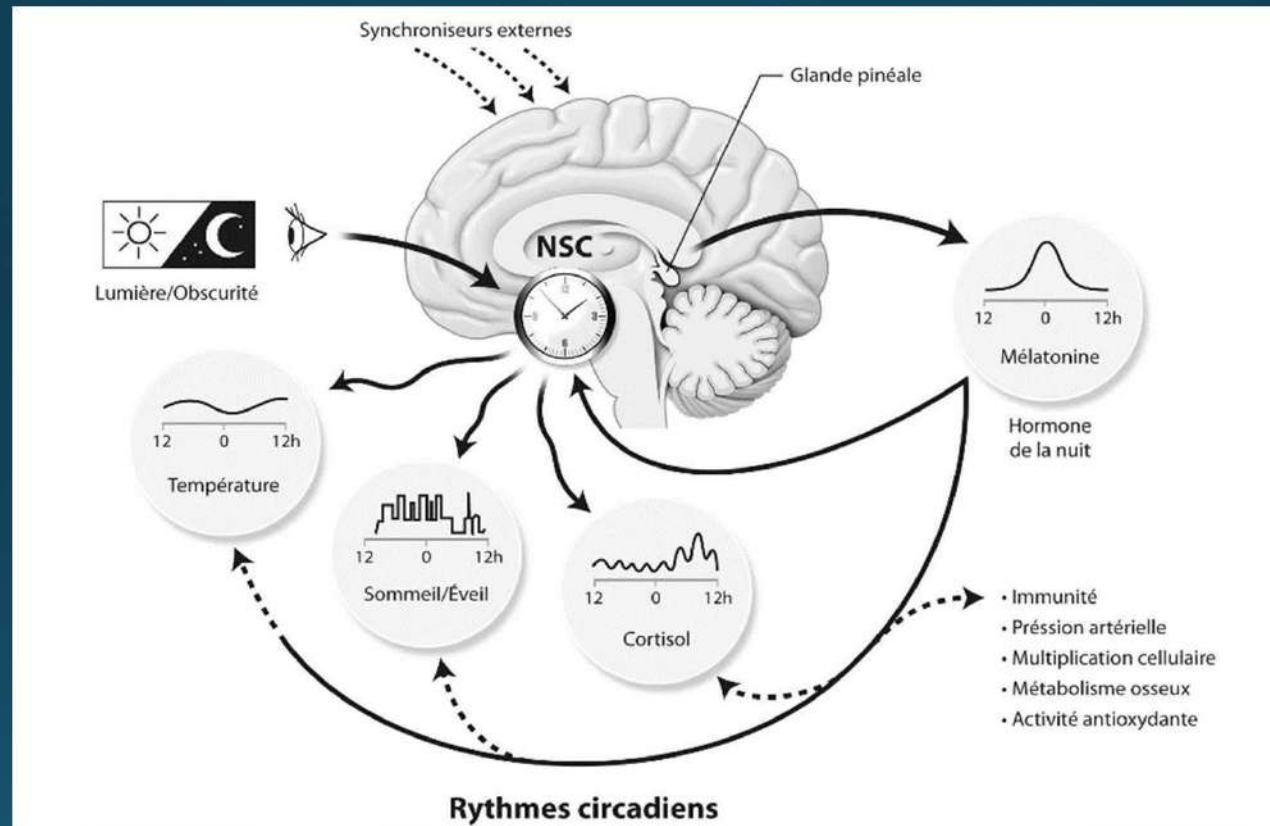 Synchroniseurs externes
Glande pinéale
NSC
Lumière/Obscurité
12 0 12h
Mélatonine
Hormone
de la nuit
12 0 12h
Température
12 0 12h
Sommeil/Éveil
12 0 12h
Cortisol
• Immunité
• Préssion artérielle
• Multiplication cellulaire
• Métabolisme osseux
• Activité antioxydante
Rythmes circadiens